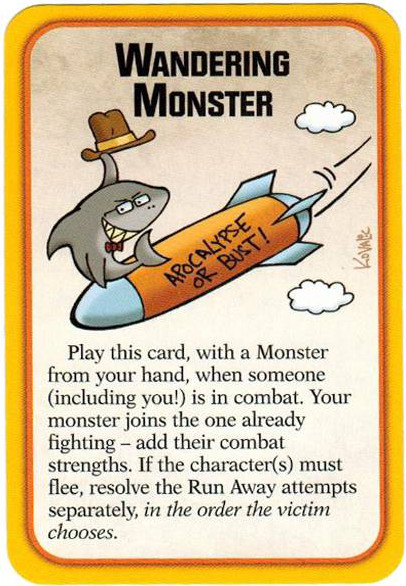 WANDERING
MONSTER
APOCALYPSE
OR BUST!
KOVALIC
Play this card, with a Monster
from your hand, when someone
(including you!) is in combat. Your
monster joins the one already
fighting – add their combat
strengths. If the character(s) must
flee, resolve the Run Away attempts
separately, in the order the victim
chooses.